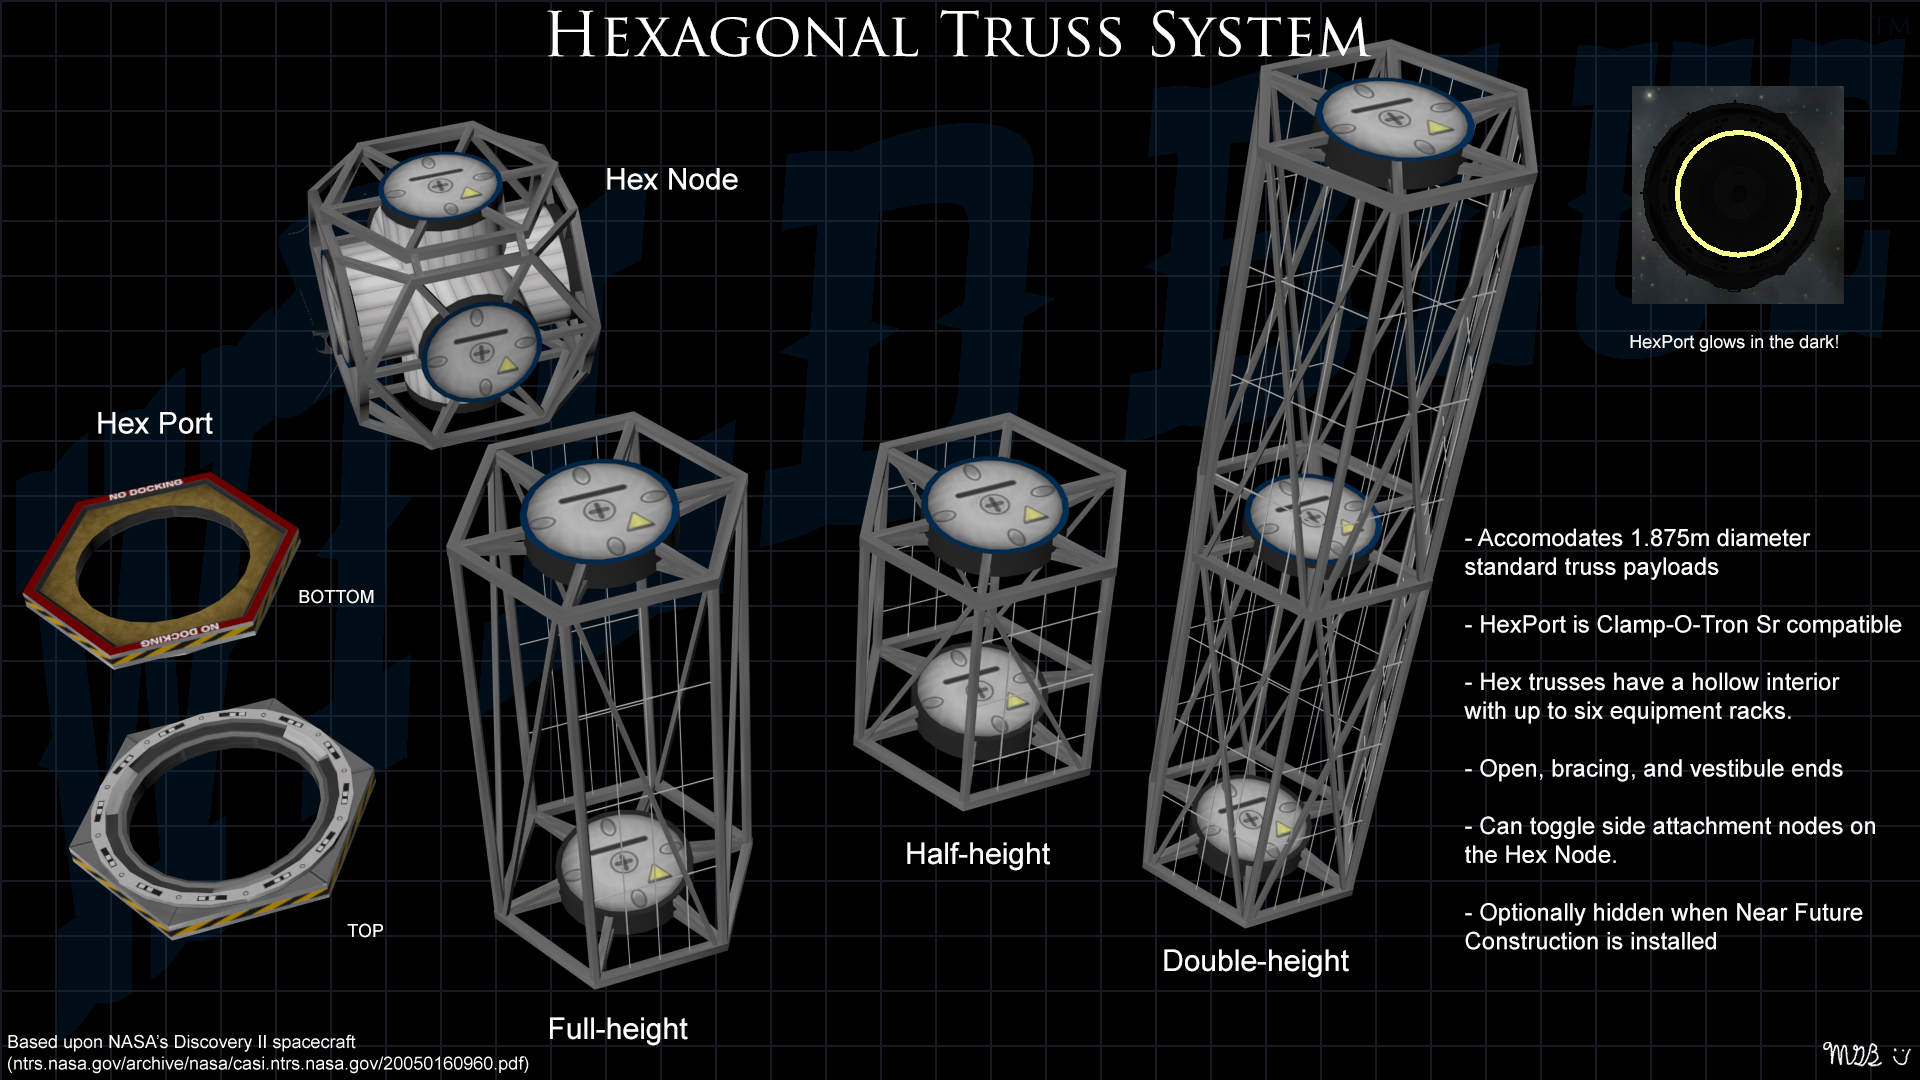 HEXAGONAL TRUSS SYSTEM
TM
WILD BLUE
Hex Node
HexPort glows in the dark!
Hex Port
NO DOCKING
NO DOCKING
BOTTOM
TOP
Full-height
Half-height
Double-height
- Accomodates 1.875m diameter
standard truss payloads
- HexPort is Clamp-O-Tron Sr compatible
- Hex trusses have a hollow interior
with up to six equipment racks.
- Open, bracing, and vestibule ends
- Can toggle side attachment nodes on
the Hex Node.
- Optionally hidden when Near Future
Construction is installed
Based upon NASA's Discovery II spacecraft
(ntrs.nasa.gov/archive/nasa/casi.ntrs.nasa.gov/20050160960.pdf)
MGB :)